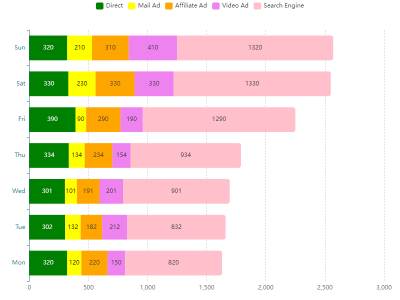 Direct Mail Ad Affiliate Ad Video Ad Search Engine
Sun 320 210 310 410 1320
Sat 330 230 330 330 1330
Fri 390 90 290 190 1290
Thu 334 134 234 154 934
Wed 301 101 191 201 901
Tue 302 132 182 212 832
Mon 320 120 220 150 820
0 500 1,000 1,500 2,000 2,500 3,000